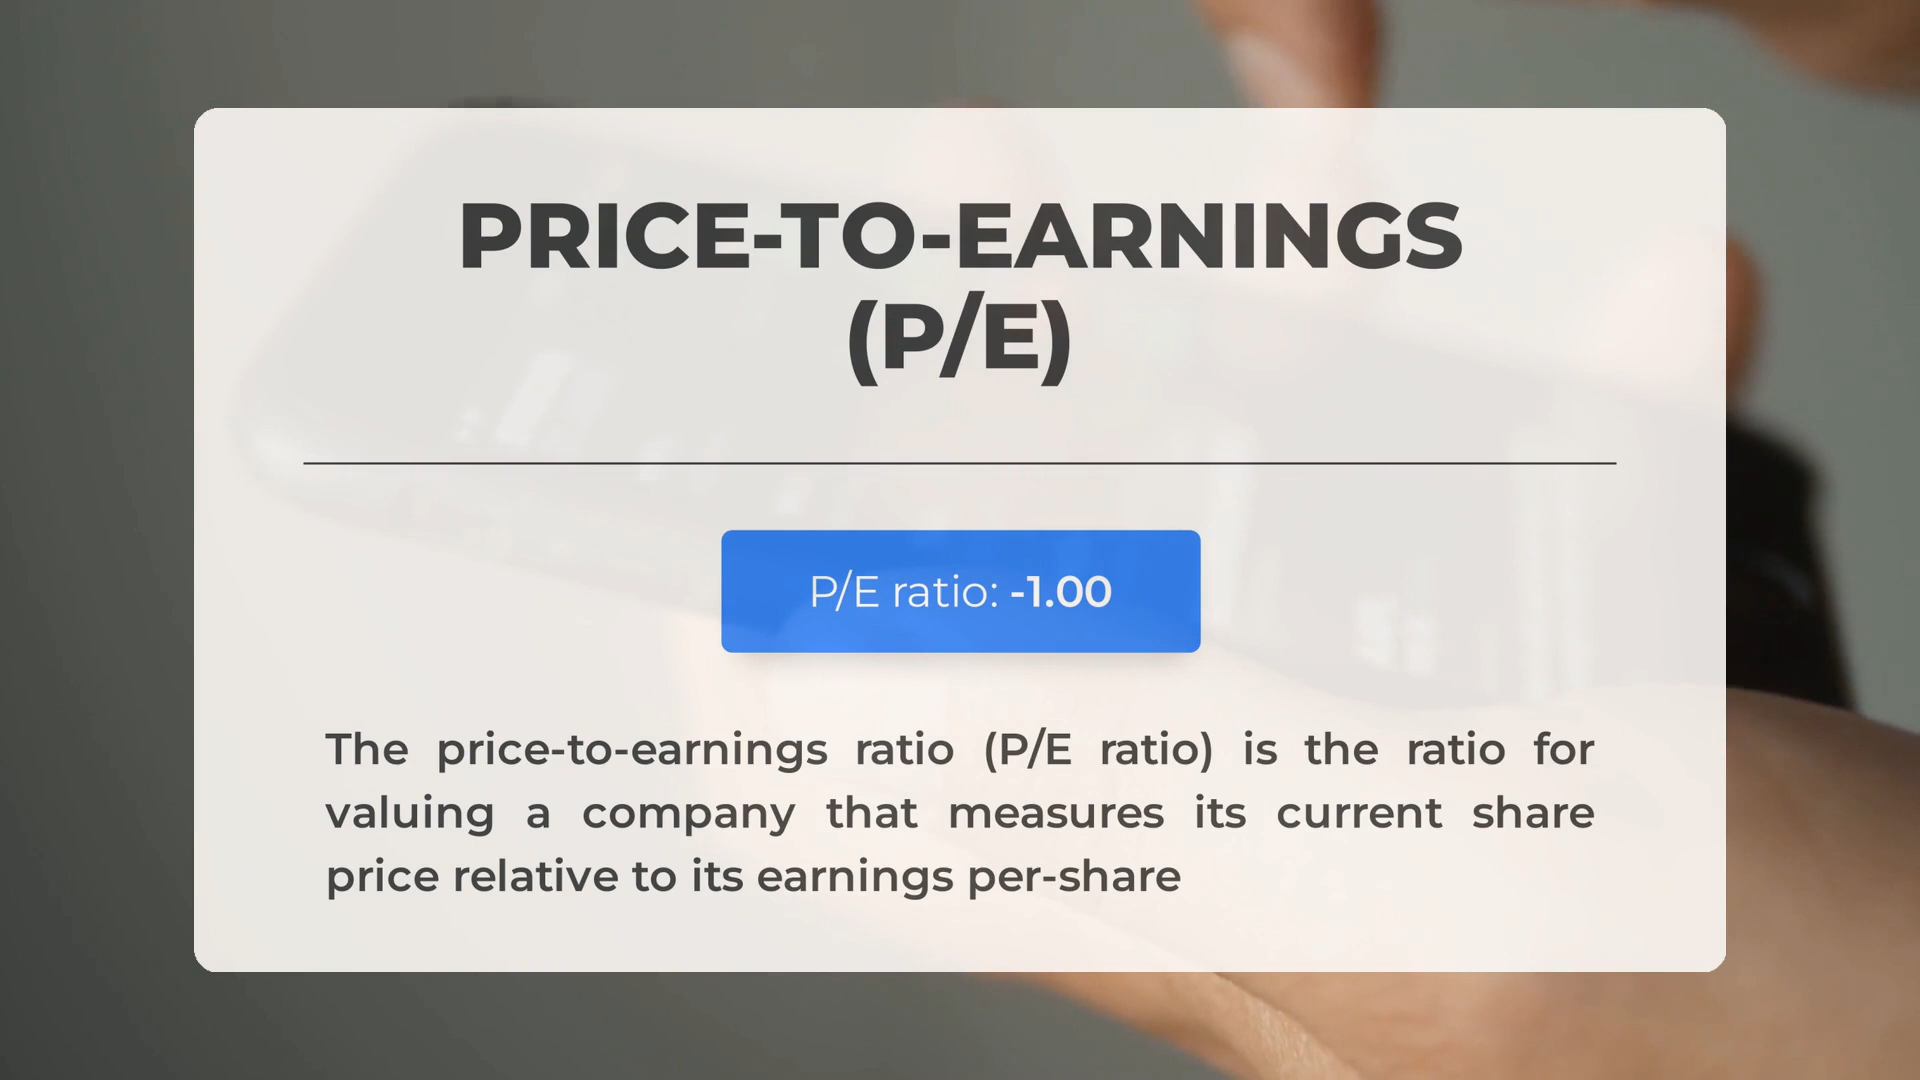 PRICE-TO-EARNINGS
(P/E)
P/E ratio: -1.00
The price-to-earnings ratio (P/E ratio) is the ratio for
valuing a company that measures its current share
price relative to its earnings per-share